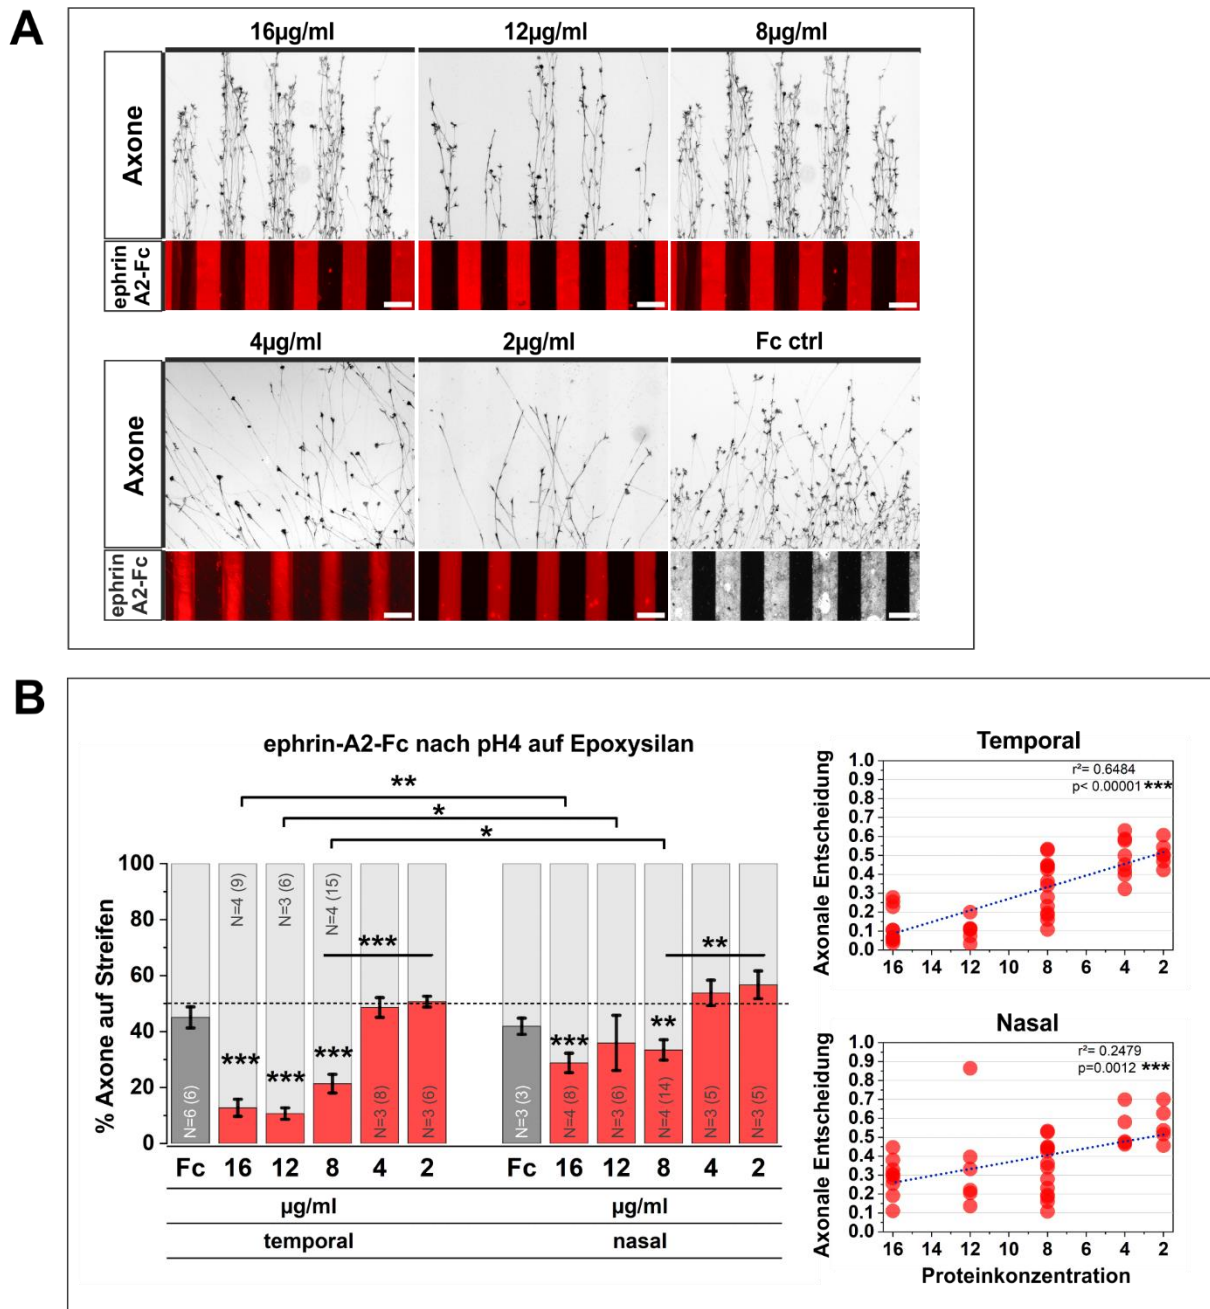 A
16µg/ml
12µg/ml
8µg/ml
Axone
ephrin
A2-Fc
4µg/ml
2µg/ml
Fc ctrl
Axone
ephrin
A2-Fc
B
ephrin-A2-Fc nach pH4 auf Epoxysilan
**
*
*
% Axone auf Streifen
100
80
60
40
20
0
N=4 (9)
N=3 (6)
N=4 (15)
***
**
***
***
***
***
**
N=6 (6)
N=3 (8)
N=3 (6)
N=3 (3)
N=4 (8)
N=3 (6)
N=4 (14)
N=3 (5)
N=3 (5)
Fc 16 12 8 4 2
Fc 16 12 8 4 2
µg/ml
µg/ml
temporal
nasal
Temporal
Axonale Entscheidung
1.0
0.9
0.8
0.7
0.6
0.5
0.4
0.3
0.2
0.1
0.0
r²= 0.6484
p< 0.00001 ***
16 14 12 10 8 6 4 2
Nasal
Axonale Entscheidung
1.0
0.9
0.8
0.7
0.6
0.5
0.4
0.3
0.2
0.1
0.0
r²= 0.2479
p=0.0012 ***
16 14 12 10 8 6 4 2
Proteinkonzentration